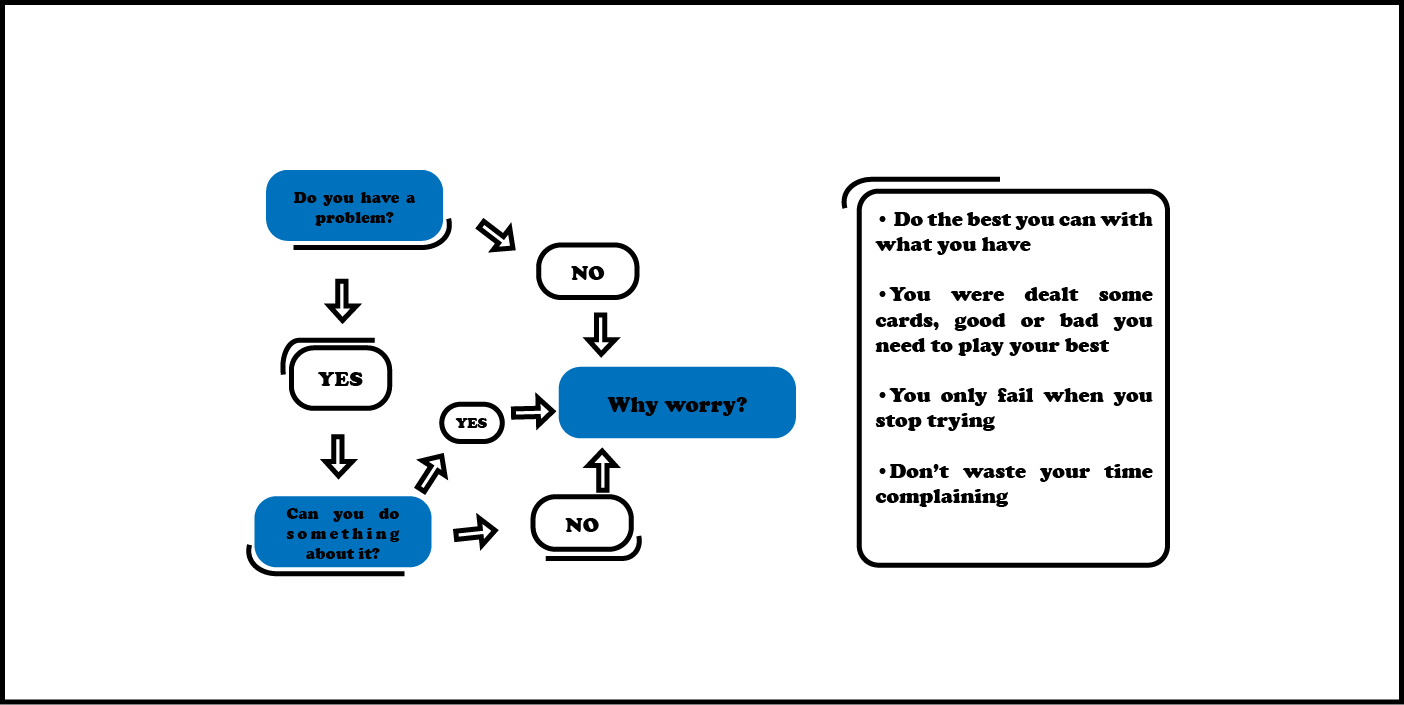 Do you have a
problem?
NO
YES
Why worry?
YES
Can you do
something
about it?
NO
• Do the best you can with
what you have
•You were dealt some
cards, good or bad you
need to play your best
•You only fail when you
stop trying
•Don't waste your time
complaining